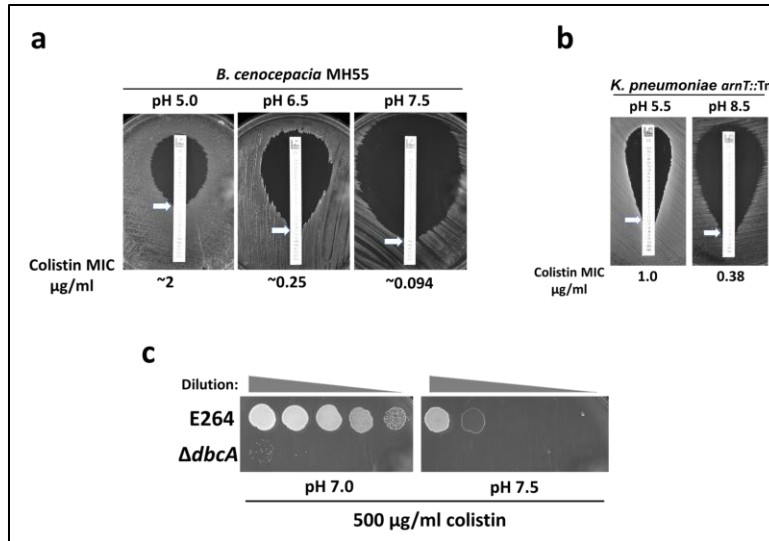 a
B. cenocepacia MH55
pH 5.0 pH 6.5 pH 7.5
Colistin MIC
µg/ml
~2 ~0.25 ~0.094
b
K. pneumoniae arnT::Tn
pH 5.5 pH 8.5
Colistin MIC
µg/ml
1.0 0.38
c
Dilution:
E264
ΔdbcA
pH 7.0 pH 7.5
500 µg/ml colistin